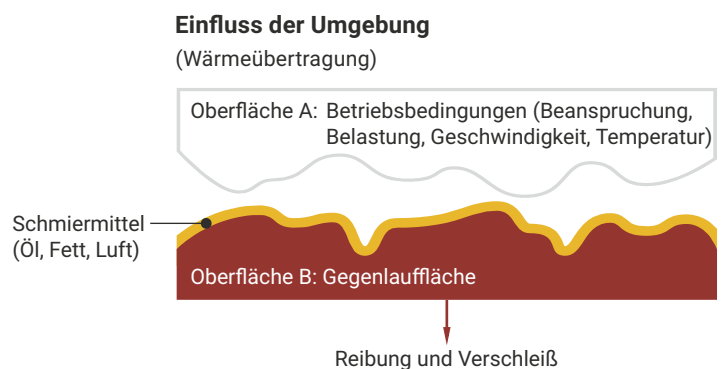 Einfluss der Umgebung
(Wärmeübertragung)
Oberfläche A: Betriebsbedingungen (Beanspruchung,
Belastung, Geschwindigkeit, Temperatur)
Schmiermittel
(Öl, Fett, Luft)
Oberfläche B: Gegenlauffläche
Reibung und Verschleiß